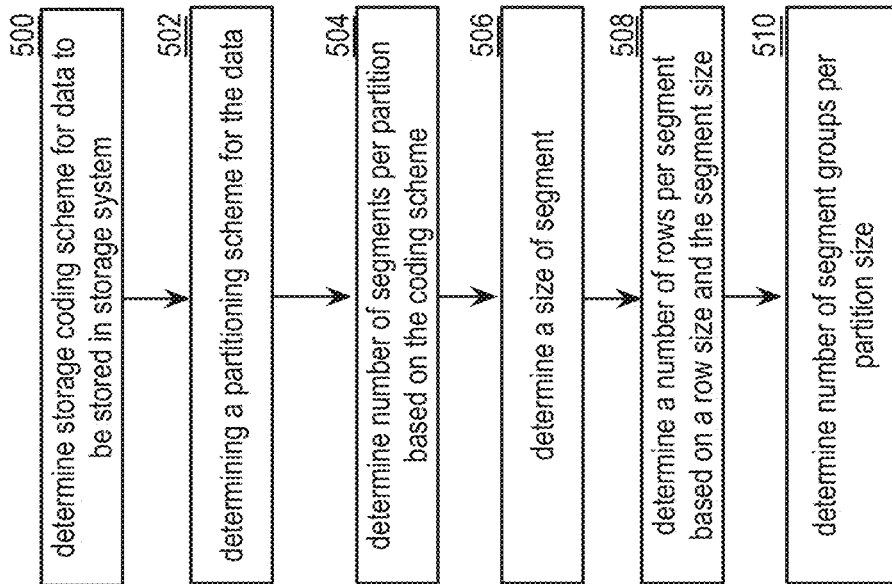 500
determine storage coding scheme for data to
be stored in storage system
502
determining a partitioning scheme for the data
504
determine number of segments per partition
based on the coding scheme
506
determine a size of segment
508
determine a number of rows per segment
based on a row size and the segment size
510
determine number of segment groups per
partition size